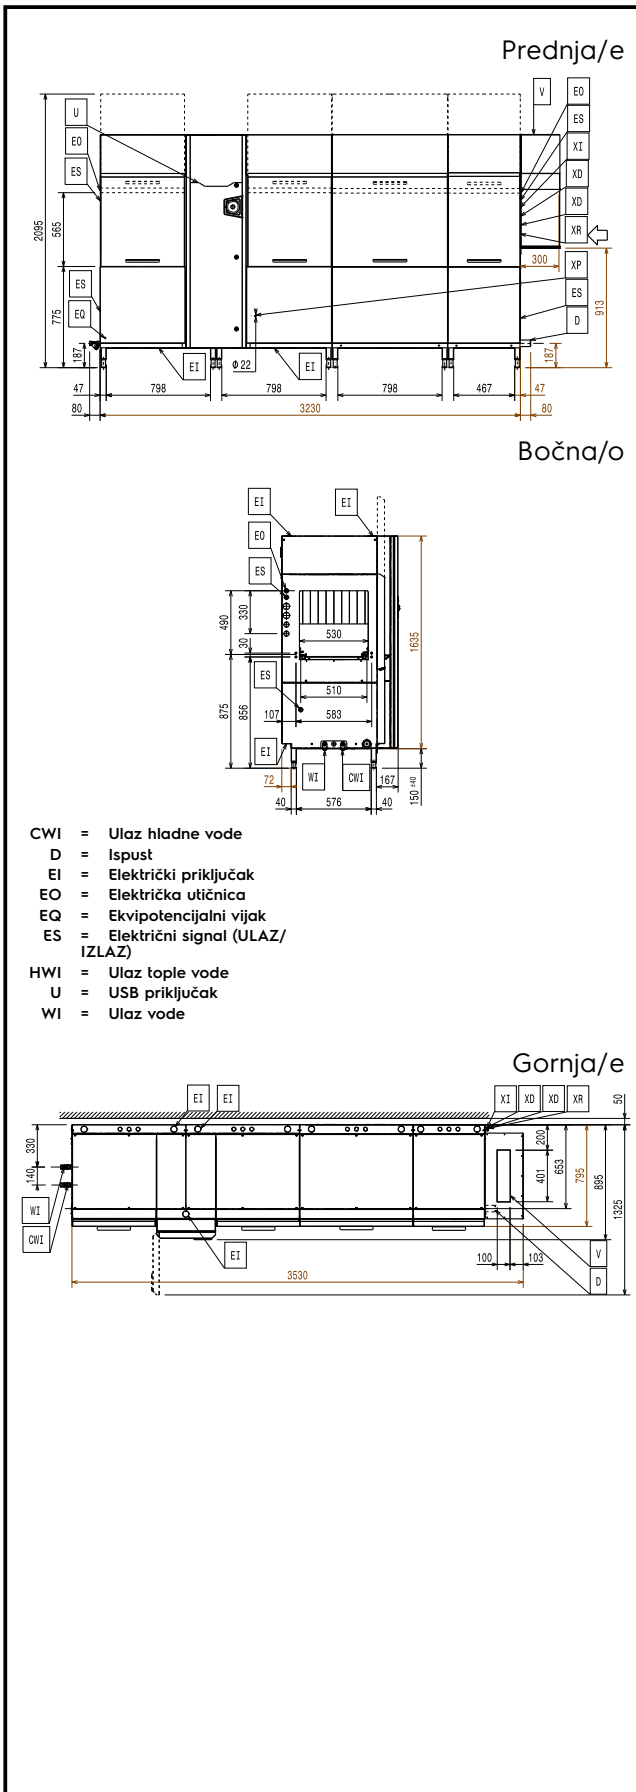 Prednja/e
U
EO
ES
V
EO
ES
XI
XD
XD
XR
300
XP
ES
D
2095
565
775
187
ES
EQ
EI
Φ 22
EI
913
187
47
798
798
798
467
47
80
3230
80
Bočna/o
EI
EI
EO
ES
490
330
30
530
1635
ES
510
875
856
107
583
EI
WI
CWI
72
167
150 ±40
40
576
40
CWI = Ulaz hladne vode
D = Ispust
EI = Električki priključak
EO = Električka utičnica
EQ = Ekvipotencijalni vijak
ES = Električni signal (ULAZ/
IZLAZ)
HWI = Ulaz tople vode
U = USB priključak
WI = Ulaz vode
Gornja/e
EI
EI
XI
XD
XD
XR
50
330
140
200
401
653
795
895
1325
WI
CWI
EI
100
103
V
D
3530